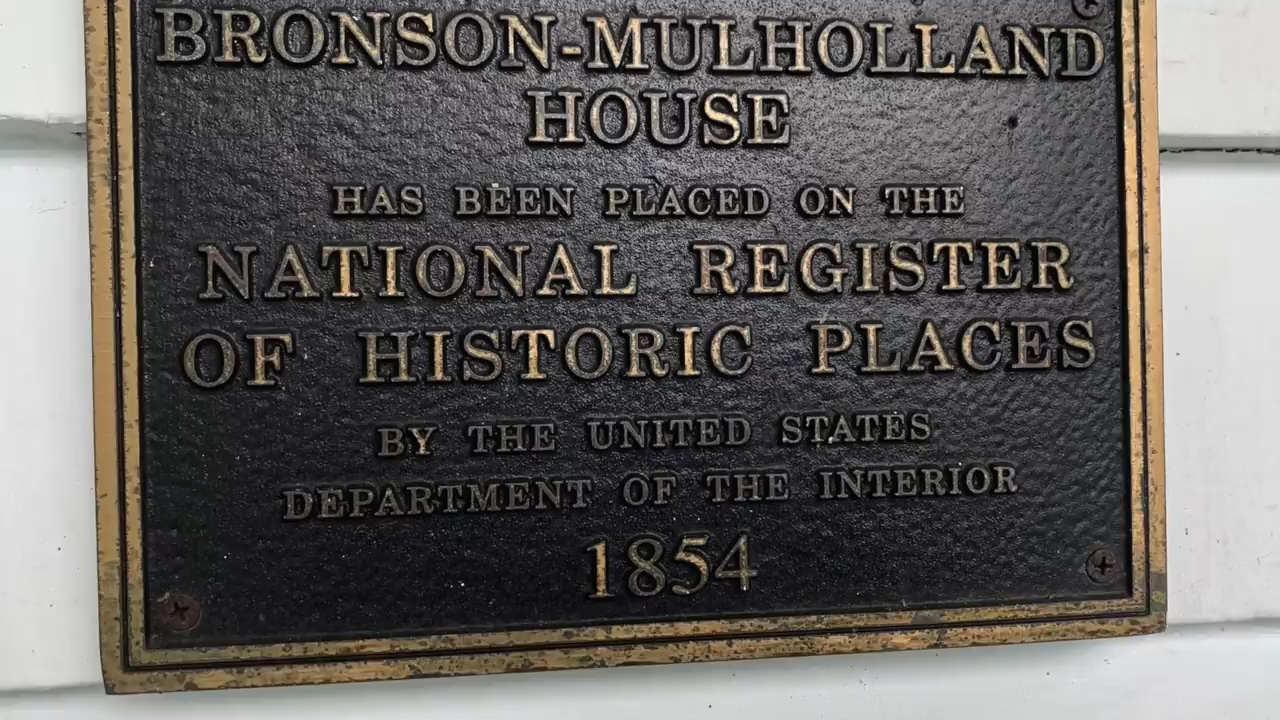 BRONSON-MULHOLLAND
HOUSE
HAS BEEN PLACED ON THE
NATIONAL REGISTER
OF HISTORIC PLACES
BY THE UNITED STATES
DEPARTMENT OF THE INTERIOR
1854